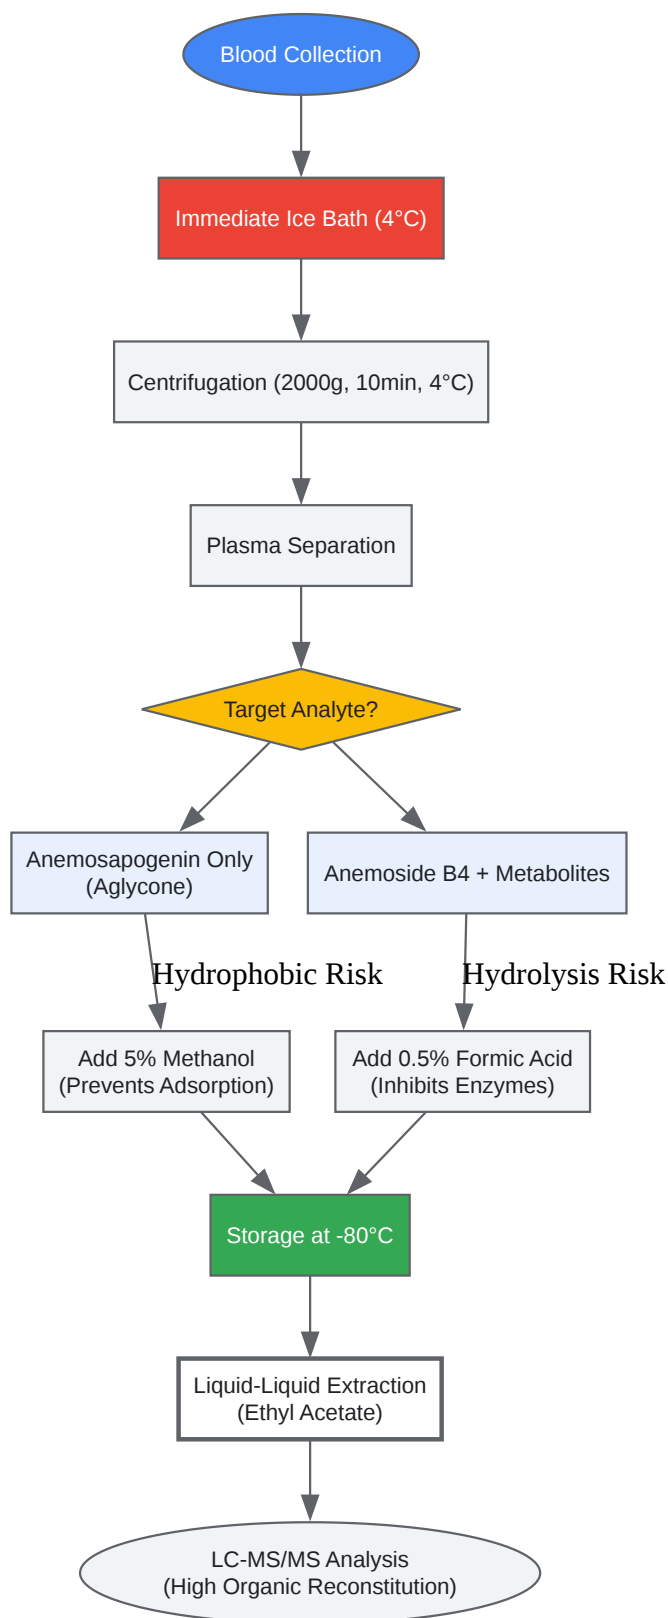 Blood Collection
Immediate Ice Bath (4°C)
Centrifugation (2000g, 10min, 4°C)
Plasma Separation
Target Analyte?
Anemosapogenin Only
(Aglycone)
Anemoside B4 + Metabolites
Hydrophobic Risk
Hydrolysis Risk
Add 5% Methanol
(Prevents Adsorption)
Add 0.5% Formic Acid
(Inhibits Enzymes)
Storage at -80°C
Liquid-Liquid Extraction
(Ethyl Acetate)
LC-MS/MS Analysis
(High Organic Reconstitution)